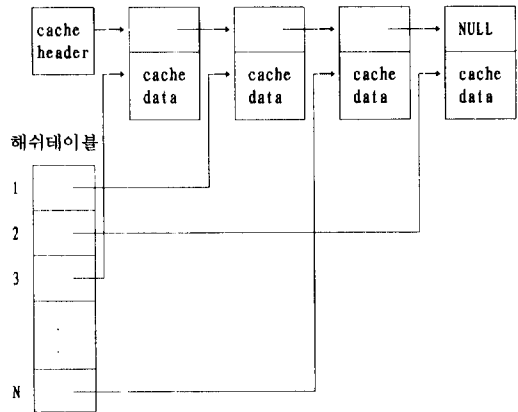 cache
header
NULL
cache
data
cache
data
cache
data
cache
data
해쉬테이블
1
2
3
.
.
N